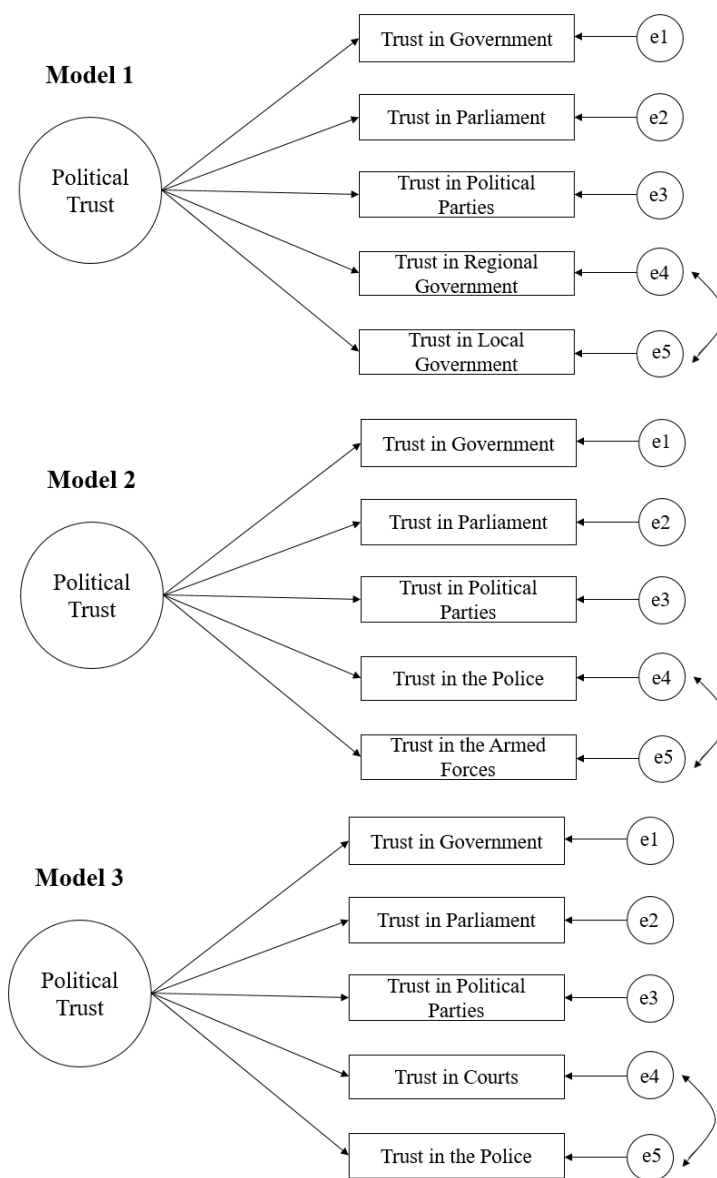 Model 1
Political
Trust
Trust in Government
e1
Trust in Parliament
e2
Trust in Political
Parties
e3
Trust in Regional
Government
e4
Trust in Local
Government
e5
Model 2
Political
Trust
Trust in Government
e1
Trust in Parliament
e2
Trust in Political
Parties
e3
Trust in the Police
e4
Trust in the Armed
Forces
e5
Model 3
Political
Trust
Trust in Government
e1
Trust in Parliament
e2
Trust in Political
Parties
e3
Trust in Courts
e4
Trust in the Police
e5